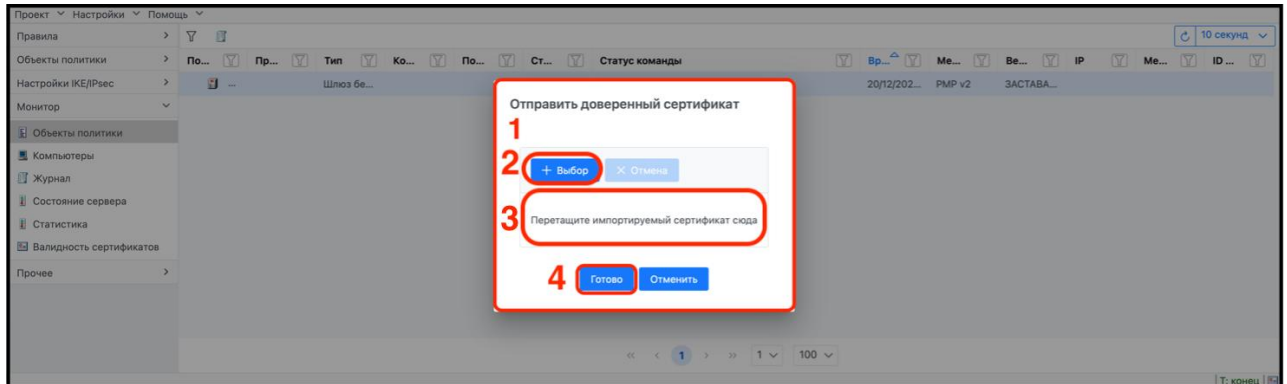 Проект Настройки Помощь
Правила
10 секунд
Объекты политики
По... Пр... Тип Ко... По... Ст... Статус команды Вр... Ме... Ве... IP Ме... ID ...
Настройки IKE/IPsec
... Шлюз бе... 20/12/202... PMP v2 ЗАСТАВА...
Монитор
Отправить доверенный сертификат
1
Объекты политики
Компьютеры
2 + Выбор × Отмена
Журнал
Состояние сервера
3 Перетащите импортируемый сертификат сюда
Статистика
Валидность сертификатов
Прочее
4 Готово Отменить
<< < 1 > >> 1 100
Т: конец